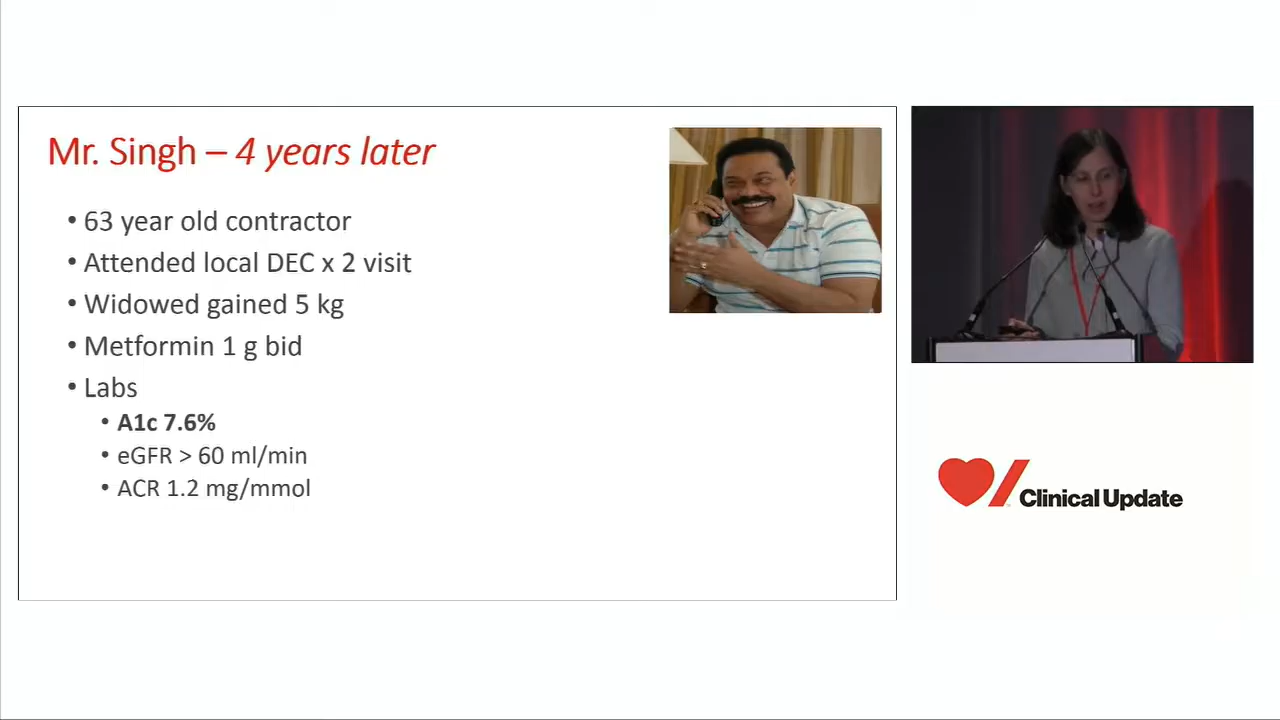 Mr. Singh – 4 years later
• 63 year old contractor
• Attended local DEC x 2 visit
• Widowed gained 5 kg
• Metformin 1 g bid
• Labs
• A1c 7.6%
• eGFR > 60 ml/min
• ACR 1.2 mg/mmol
Clinical Update